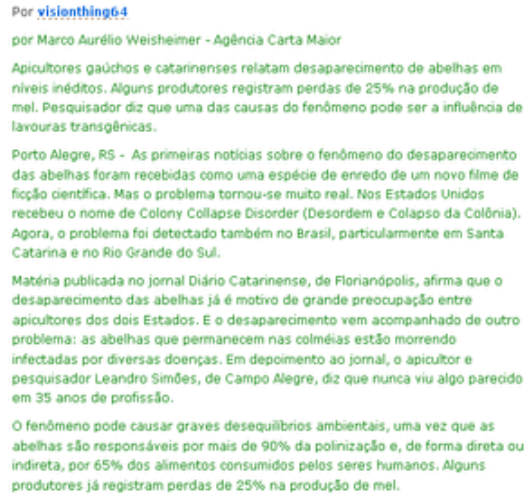 Por visionthing64
por Marco Aurélio Weisheimer - Agência Carta Maior
Apicultores gaúchos e catarinenses relatam desaparecimento de abelhas em
níveis inéditos. Alguns produtores registram perdas de 25% na produção de
mel. Pesquisador diz que uma das causas do fenômeno pode ser a influência de
lavouras transgênicas.
Porto Alegre, RS - As primeiras notícias sobre o fenômeno do desaparecimento
das abelhas foram recebidas como uma espécie de enredo de um novo filme de
ficção científica. Mas o problema tornou-se muito real. Nos Estados Unidos
recebeu o nome de Colony Collapse Disorder (Desordem e Colapso da Colônia).
Agora, o problema foi detectado também no Brasil, particularmente em Santa
Catarina e no Rio Grande do Sul.
Matéria publicada no jornal Diário Catarinense, de Florianópolis, afirma que o
desaparecimento das abelhas já é motivo de grande preocupação entre
apicultores dos dois Estados. E o desaparecimento vem acompanhado de outro
problema: as abelhas que permanecem nas colméias estão morrendo
infectadas por diversas doenças. Em depoimento ao jornal, o apicultor e
pesquisador Leandro Simões, de Campo Alegre, diz que nunca viu algo parecido
em 35 anos de profissão.
O fenômeno pode causar graves desequilíbrios ambientais, uma vez que as
abelhas são responsáveis por mais de 90% da polinização e, de forma direta ou
indireta, por 65% dos alimentos consumidos pelos seres humanos. Alguns
produtores já registram perdas de 25% na produção de mel.